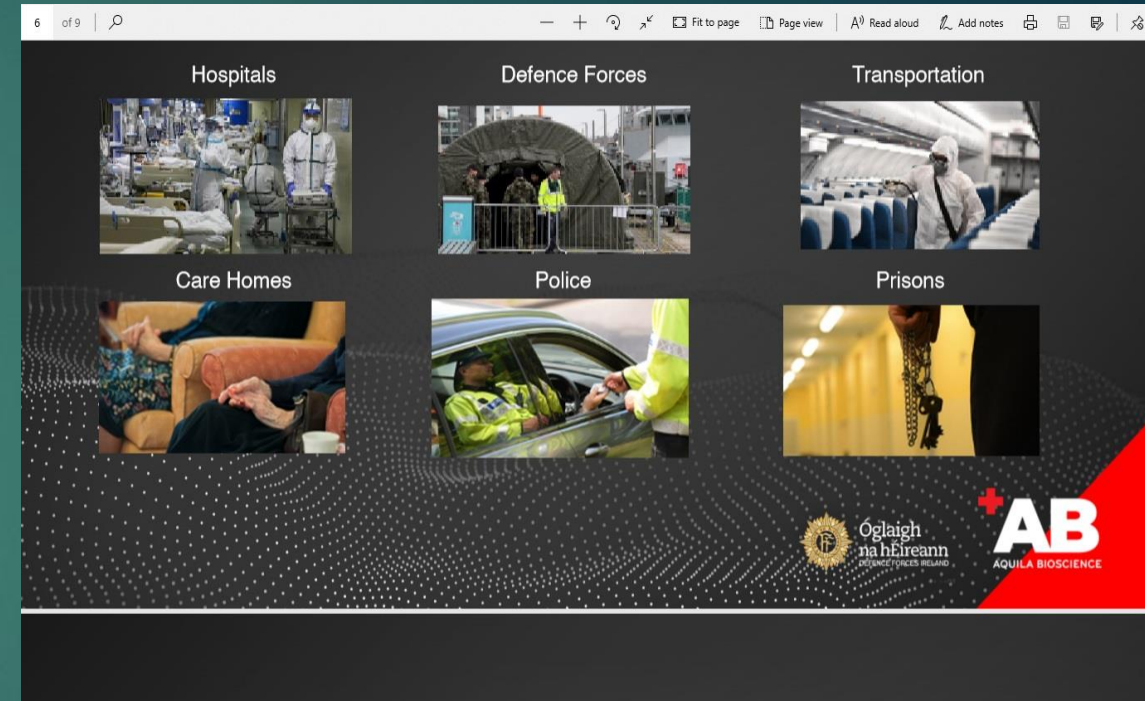 6 of 9 Fit to page Page view Read aloud Add notes
Hospitals Defence Forces Transportation
Care Homes Police Prisons
Óglaigh
na hÉireann
DEFENCE FORCES IRELAND
AB
AQUILA BIOSCIENCE